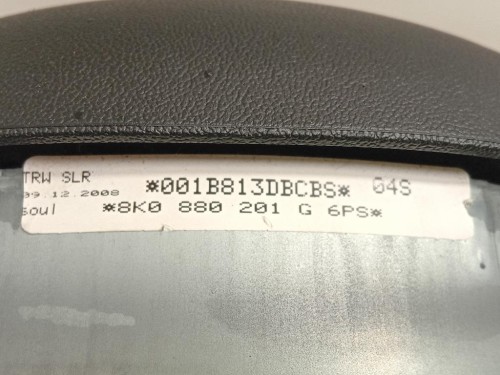 TRW SLR
*001B813DBCBS* 04S
09.12.2008
soul *8K0 880 201 G 6PS*